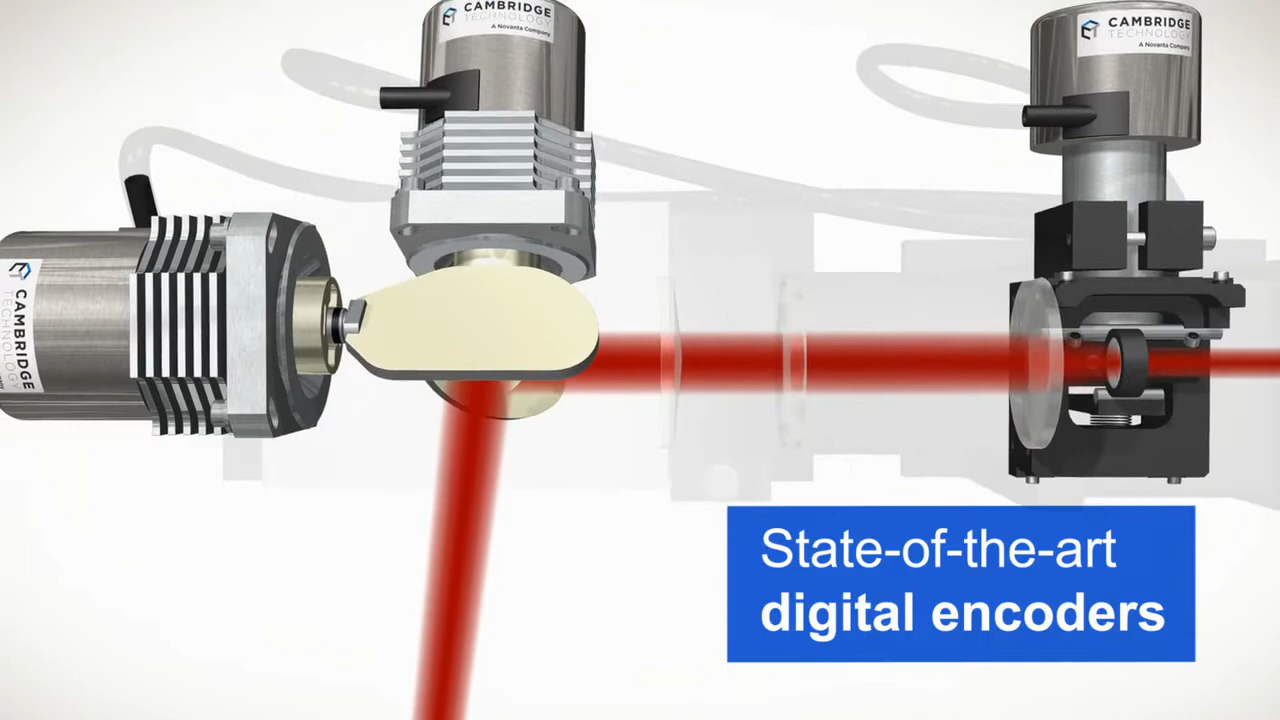 CAMBRIDGE
TECHNOLOGY
A Novanta Company
CAMBRIDGE
TECHNOLOGY
A Novanta Company
CAMBRIDGE
TECHNOLOGY
State-of-the-art
digital encoders